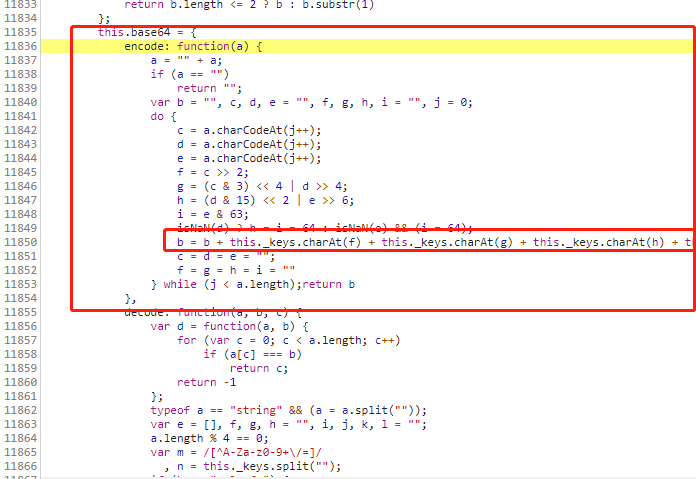 11833 return b.length <= 2 ? b : b.substr(1)
11834 };
11835 this.base64 = {
11836 encode: function(a) {
11837 a = "" + a;
11838 if (a == "")
11839 return "";
11840 var b = "", c, d, e = "", f, g, h, i = "", j = 0;
11841 do {
11842 c = a.charCodeAt(j++);
11843 d = a.charCodeAt(j++);
11844 e = a.charCodeAt(j++);
11845 f = c >> 2;
11846 g = (c & 3) << 4 | d >> 4;
11847 h = (d & 15) << 2 | e >> 6;
11848 i = e & 63;
11849 isNaN(d) ? h = i = 64 : isNaN(e) && (i = 64);
11850 b = b + this._keys.charAt(f) + this._keys.charAt(g) + this._keys.charAt(h) + t
11851 c = d = e = "";
11852 f = g = h = i = ""
11853 } while (j < a.length);return b
11854 },
11855 decode: function(a, b, c) {
11856 var d = function(a, b) {
11857 for (var c = 0; c < a.length; c++)
11858 if (a[c] === b)
11859 return c;
11860 return -1
11861 };
11862 typeof a == "string" && (a = a.split(""));
11863 var e = [], f, g, h = "", i, j, k, l = "";
11864 a.length % 4 == 0;
11865 var m = /[^A-Za-z0-9+\/=]/
11866 , n = this._keys.split("");
11867